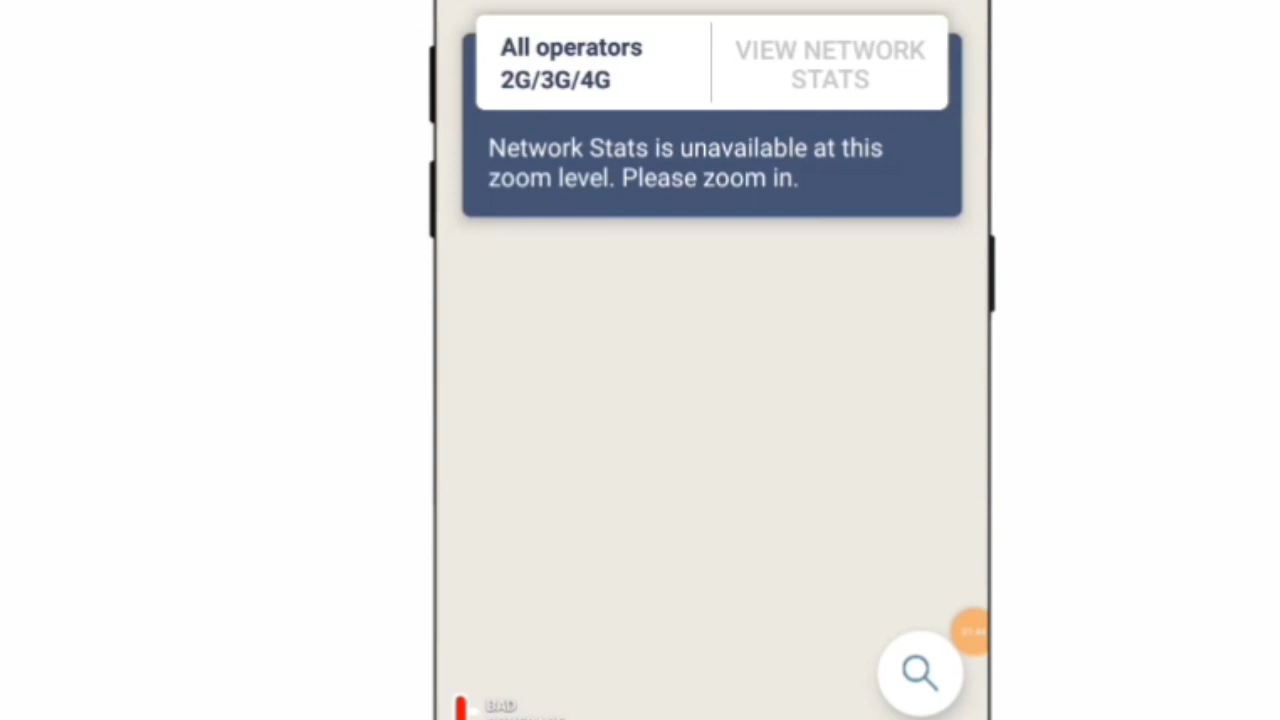 All operators
2G/3G/4G
VIEW NETWORK
STATS
Network Stats is unavailable at this
zoom level. Please zoom in.
BAD